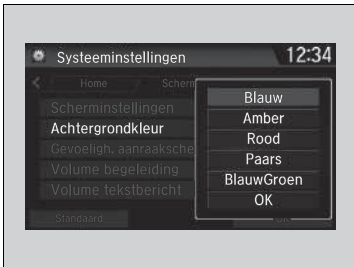 Systeeminstellingen 12:34
Home Scherm
Scherminstellingen
Achtergrondkleur
Gevoeligh. aanraaksche
Volume begeleiding
Volume tekstbericht
Standaard
Blauw
Amber
Rood
Paars
BlauwGroen
OK